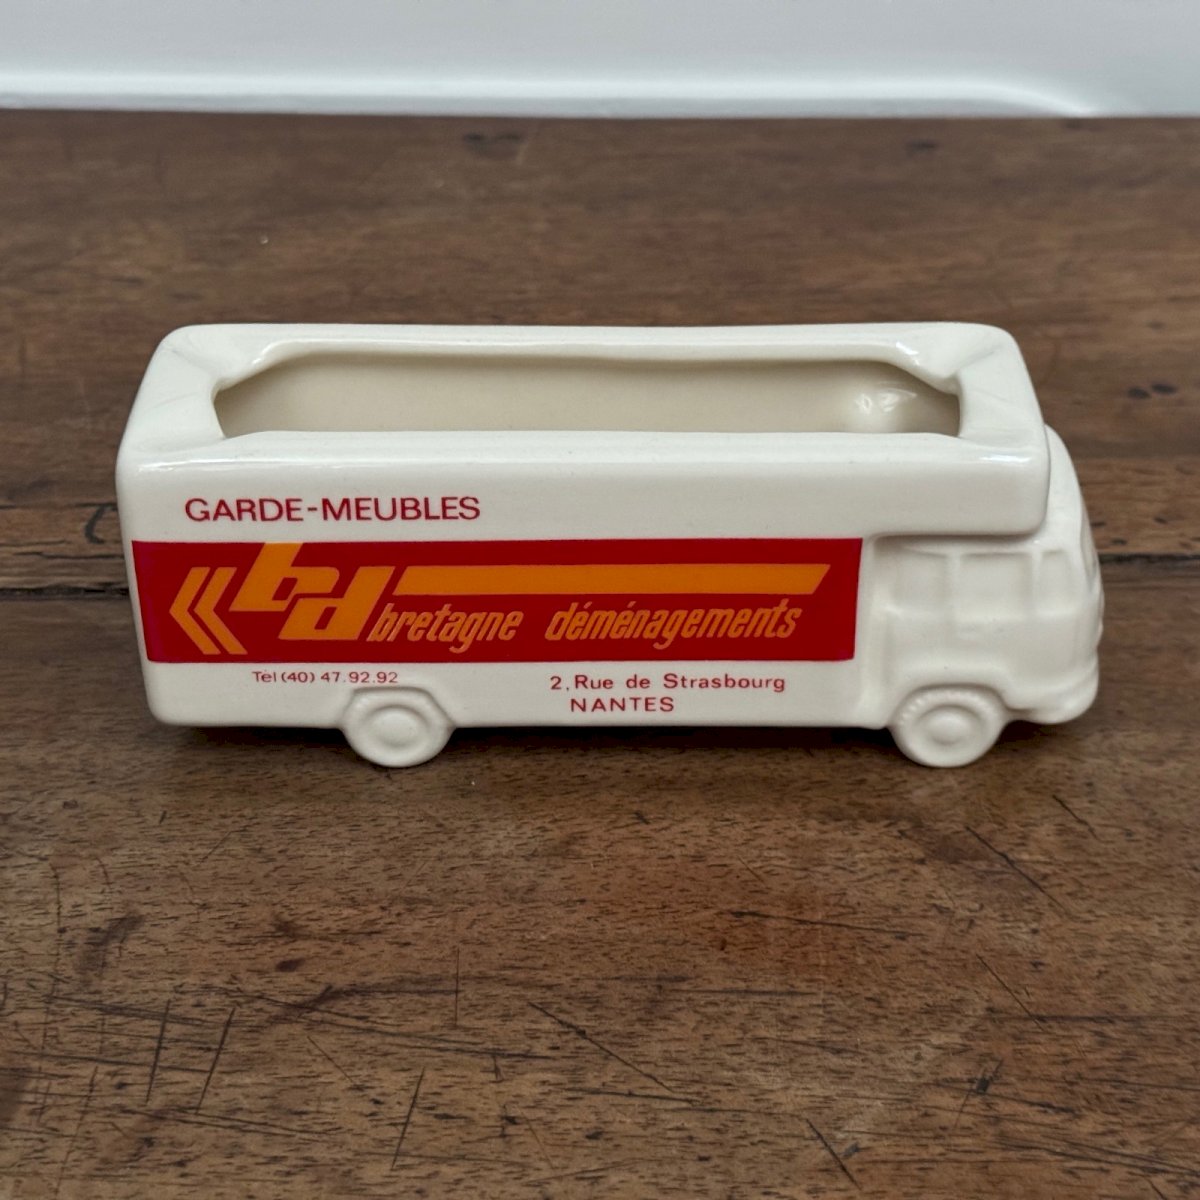 GARDE-MEUBLES
bd
bretagne déménagements
Tél (40) 47.92.92
2, Rue de Strasbourg
NANTES